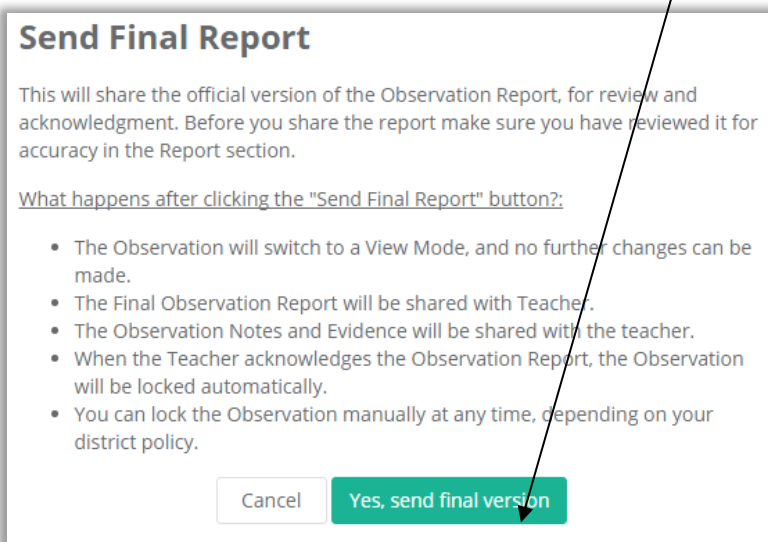 Send Final Report
This will share the official version of the Observation Report, for review and
acknowledgment. Before you share the report make sure you have reviewed it for
accuracy in the Report section.
What happens after clicking the "Send Final Report" button?:
• The Observation will switch to a View Mode, and no further changes can be
made.
• The Final Observation Report will be shared with Teacher.
• The Observation Notes and Evidence will be shared with the teacher.
• When the Teacher acknowledges the Observation Report, the Observation
will be locked automatically.
• You can lock the Observation manually at any time, depending on your
district policy.
Cancel Yes, send final version